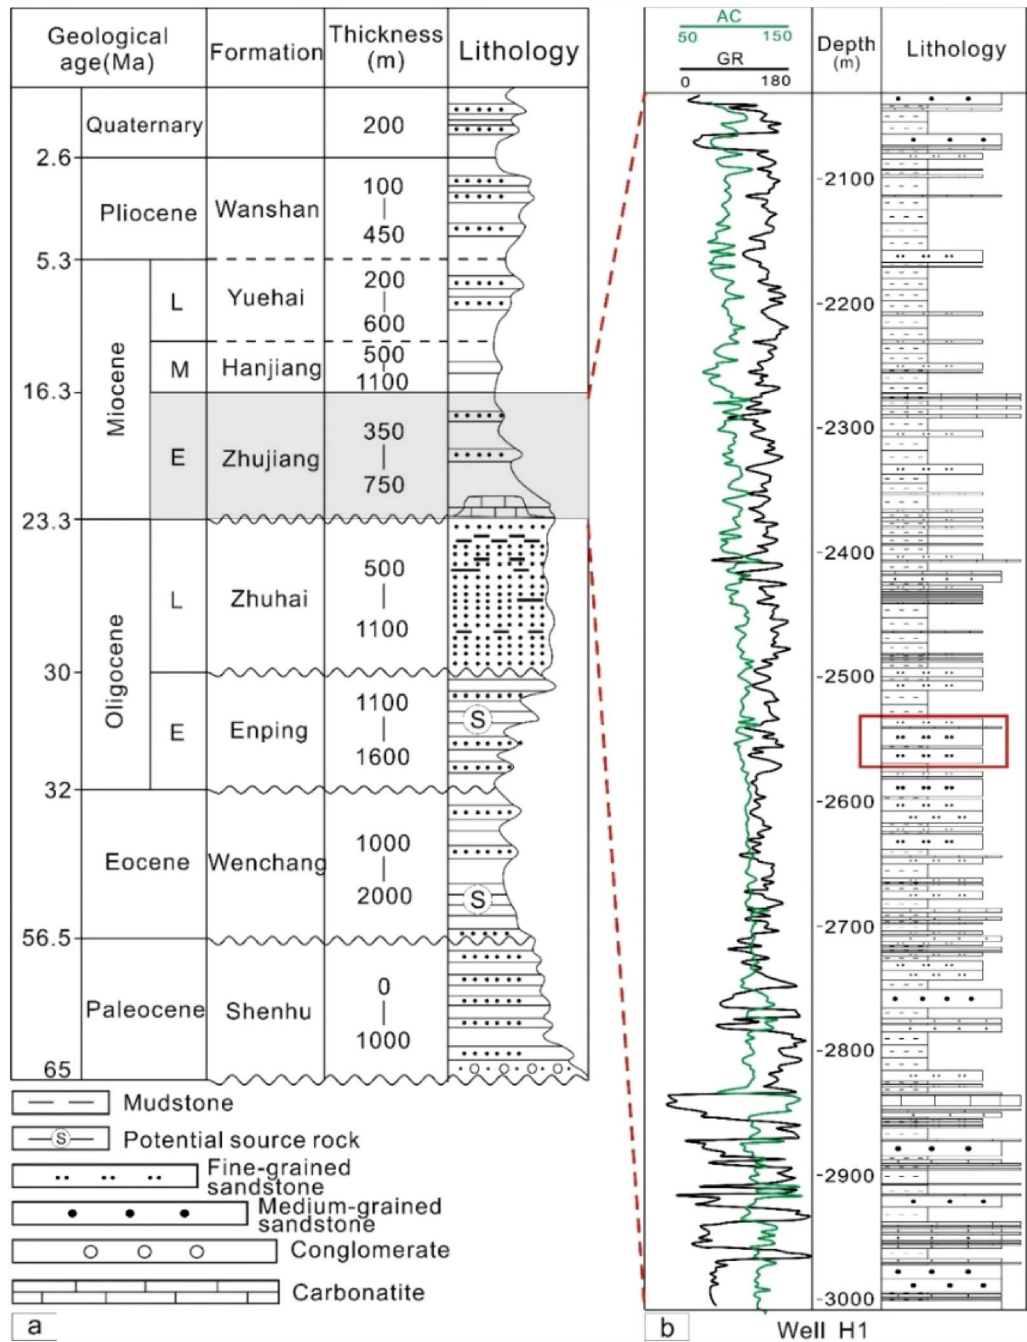 Geological
age(Ma)
Formation
Thickness
(m)
Lithology
Quaternary
200
2.6
Pliocene
Wanshan
100
450
5.3
Miocene
L
Yuehai
200
600
M
Hanjiang
500
1100
16.3
E
Zhujiang
350
750
23.3
Oligocene
L
Zhuhai
500
1100
30
E
Enping
1100
1600
S
32
Eocene
Wenchang
1000
2000
S
56.5
Paleocene
Shenhu
0
1000
65
Mudstone
S
Potential source rock
Fine-grained
sandstone
Medium-grained
sandstone
Conglomerate
Carbonatite
a
AC
50 150
GR
0 180
Depth
(m)
Lithology
-2100
-2200
-2300
-2400
-2500
-2600
-2700
-2800
-2900
-3000
b
Well H1